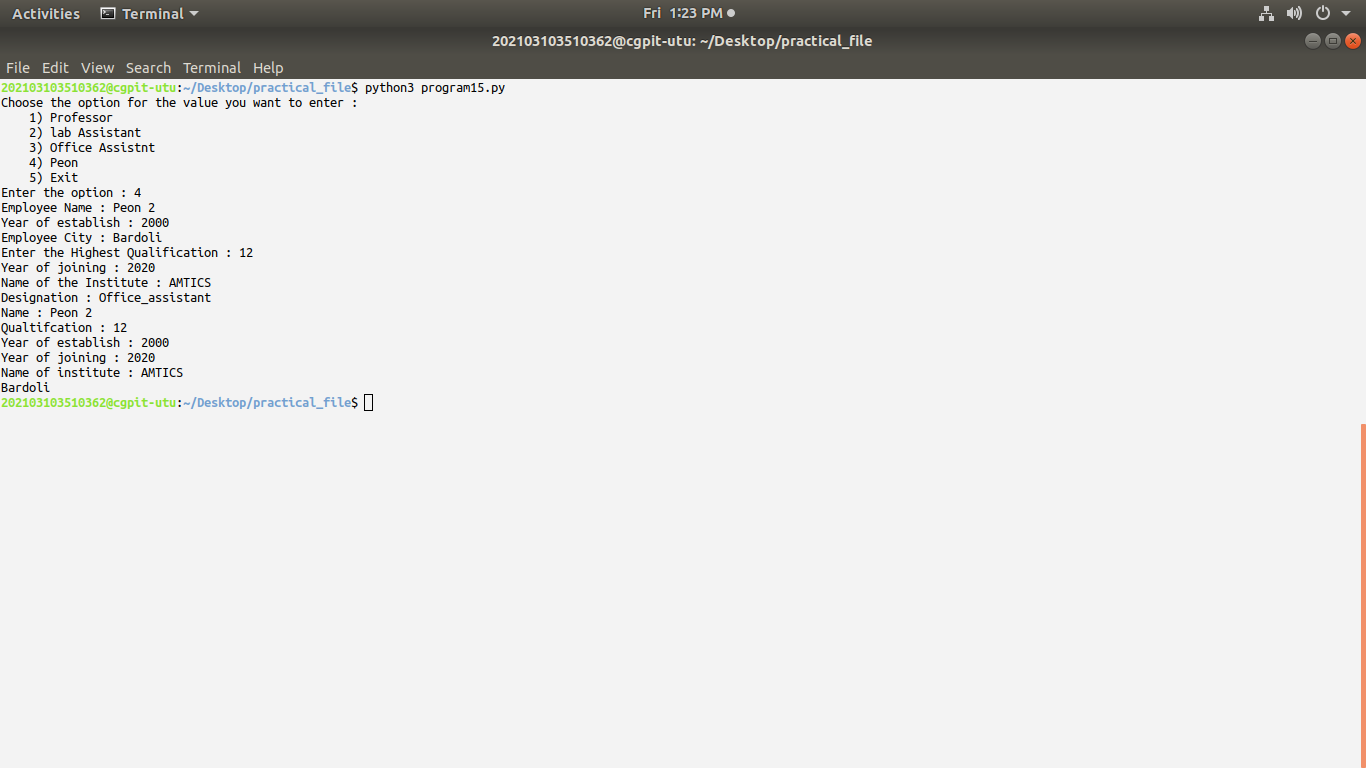 Activities Terminal Fri 1:23 PM
202103103510362@cgpit-utu: ~/Desktop/practical_file
File Edit View Search Terminal Help
202103103510362@cgpit-utu:~/Desktop/practical_file$ python3 program15.py
Choose the option for the value you want to enter :
    1) Professor
    2) lab Assistant
    3) Office Assistnt
    4) Peon
    5) Exit
Enter the option : 4
Employee Name : Peon 2
Year of establish : 2000
Employee City : Bardoli
Enter the Highest Qualification : 12
Year of joining : 2020
Name of the Institute : AMTICS
Designation : Office_assistant
Name : Peon 2
Qualtifcation : 12
Year of establish : 2000
Year of joining : 2020
Name of institute : AMTICS
Bardoli
202103103510362@cgpit-utu:~/Desktop/practical_file$